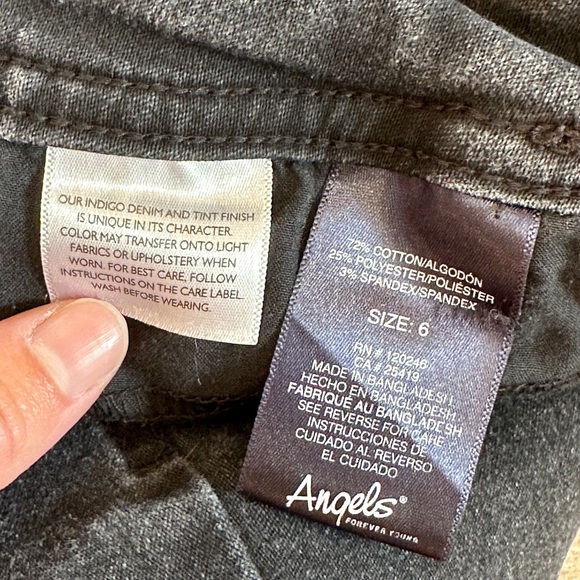 OUR INDIGO DENIM AND TINT FINISH
IS UNIQUE IN ITS CHARACTER.
COLOR MAY TRANSFER ONTO LIGHT
FABRICS OR UPHOLSTERY WHEN
WORN. FOR BEST CARE, FOLLOW
INSTRUCTIONS ON THE CARE LABEL.
WASH BEFORE WEARING.
72% COTTON/ALGODÓN
25% POLYESTER/POLIÉSTER
3% SPANDEX/SPANDEX
SIZE: 6
RN # 120246
CA # 25419
MADE IN BANGLADESH
HECHO EN BANGLADESH
FABRIQUÉ AU BANGLADESH
SEE REVERSE FOR CARE
INSTRUCCIONES DE
CUIDADO AL REVERSO
EL CUIDADO
Angels®
FOREVER YOUNG